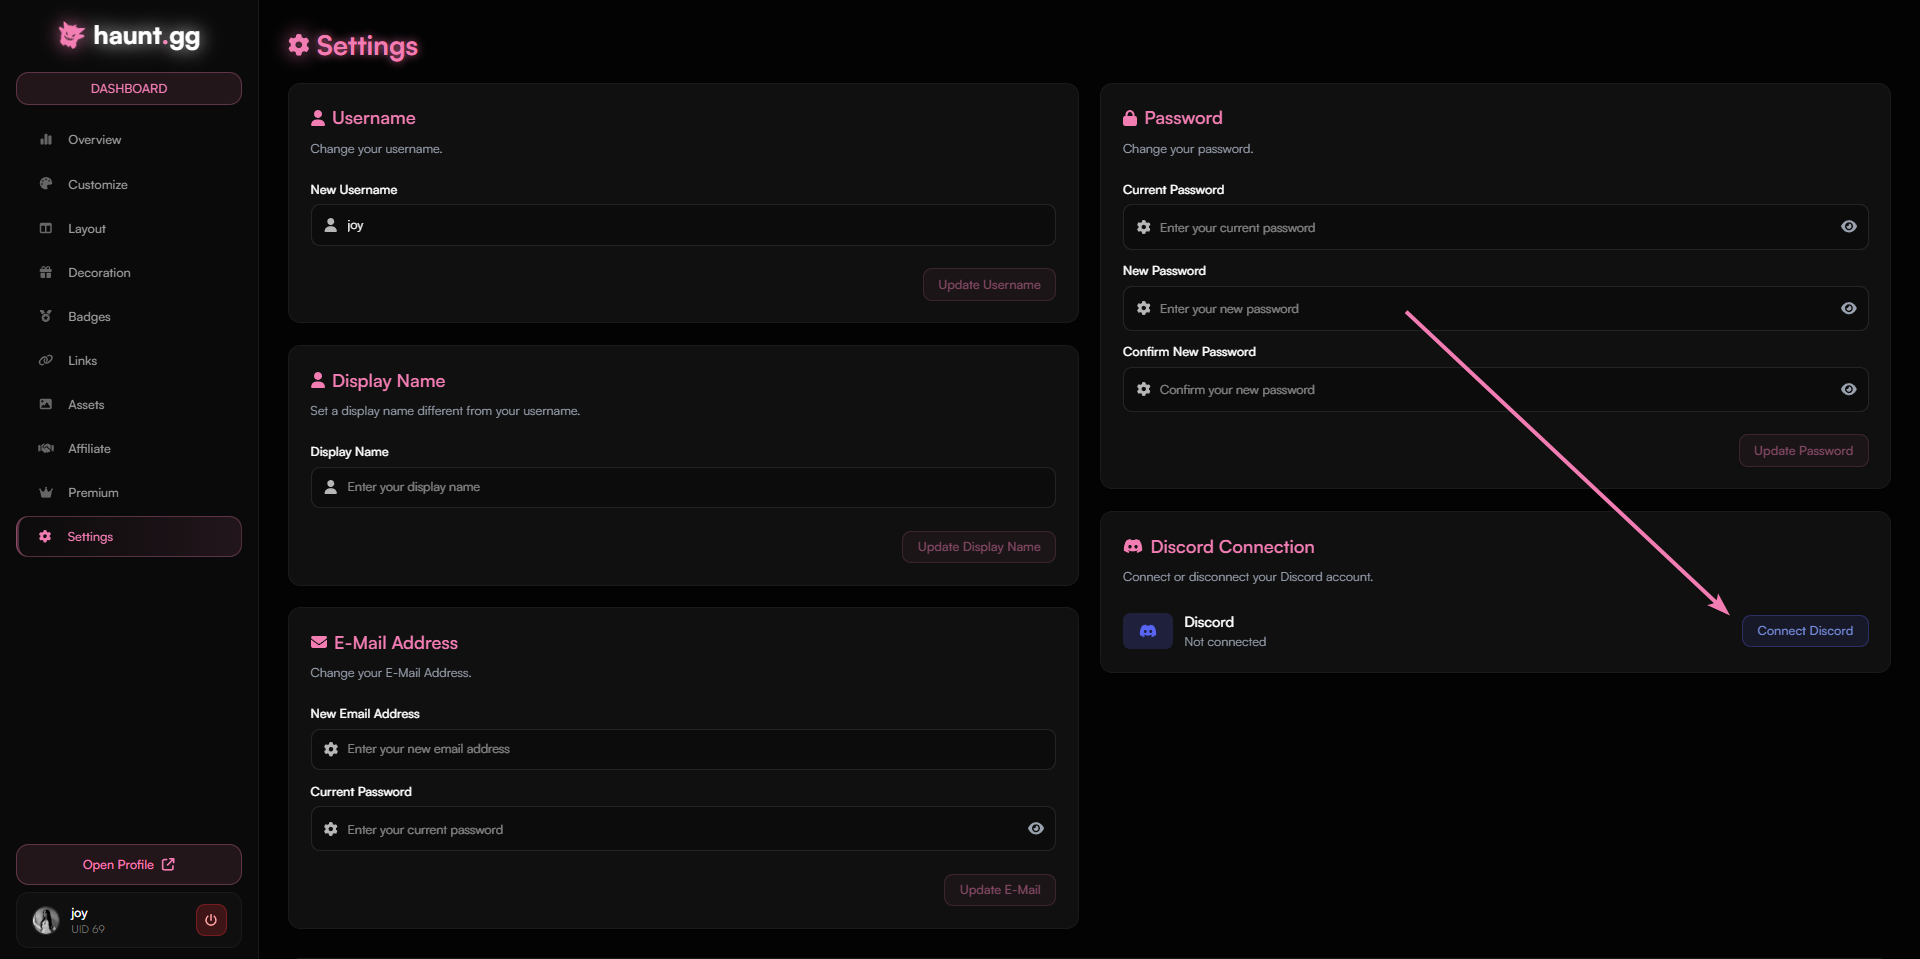 haunt.gg
DASHBOARD
Overview
Customize
Layout
Decoration
Badges
Links
Assets
Affiliate
Premium
Settings
Open Profile
joy
UID 69
Settings
Username
Change your username.
New Username
joy
Update Username
Display Name
Set a display name different from your username.
Display Name
Enter your display name
Update Display Name
E-Mail Address
Change your E-Mail Address.
New Email Address
Enter your new email address
Current Password
Enter your current password
Update E-Mail
Password
Change your password.
Current Password
Enter your current password
New Password
Enter your new password
Confirm New Password
Confirm your new password
Update Password
Discord Connection
Connect or disconnect your Discord account.
Discord
Not connected
Connect Discord